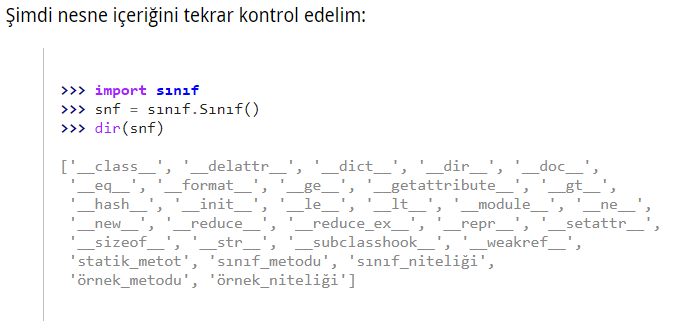 Şimdi nesne içeriğini tekrar kontrol edelim:
>>> import sınıf
>>> snf = sınıf.Sınıf()
>>> dir(snf)
['__class__', '__delattr__', '__dict__', '__dir__', '__doc__',
'__eq__', '__format__', '__ge__', '__getattribute__', '__gt__',
'__hash__', '__init__', '__le__', '__lt__', '__module__', '__ne__',
'__new__', '__reduce__', '__reduce_ex__', '__repr__', '__setattr__',
'__sizeof__', '__str__', '__subclasshook__', '__weakref__',
'statik_metot', 'sınıf_metodu', 'sınıf_niteliği',
'örnek_metodu', 'örnek_niteliği']